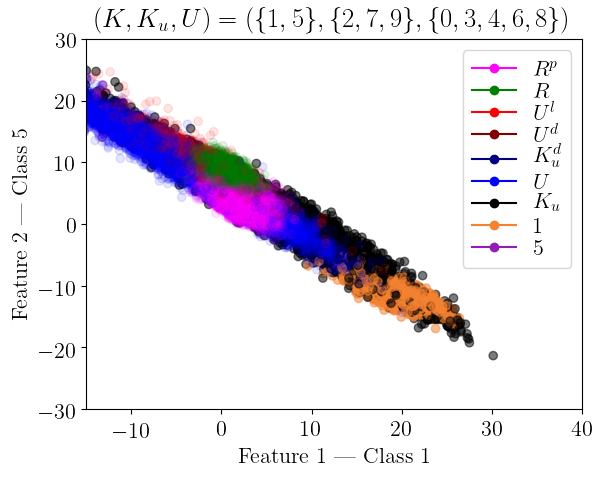 (K, K_u, U) = ({1, 5}, {2, 7, 9}, {0, 3, 4, 6, 8})
30
20
10
0
−10
−20
−30
Feature 2 — Class 5
R^p
R
U^l
U^d
K_u^d
U
K_u
1
5
−10
0
10
20
30
40
Feature 1 — Class 1